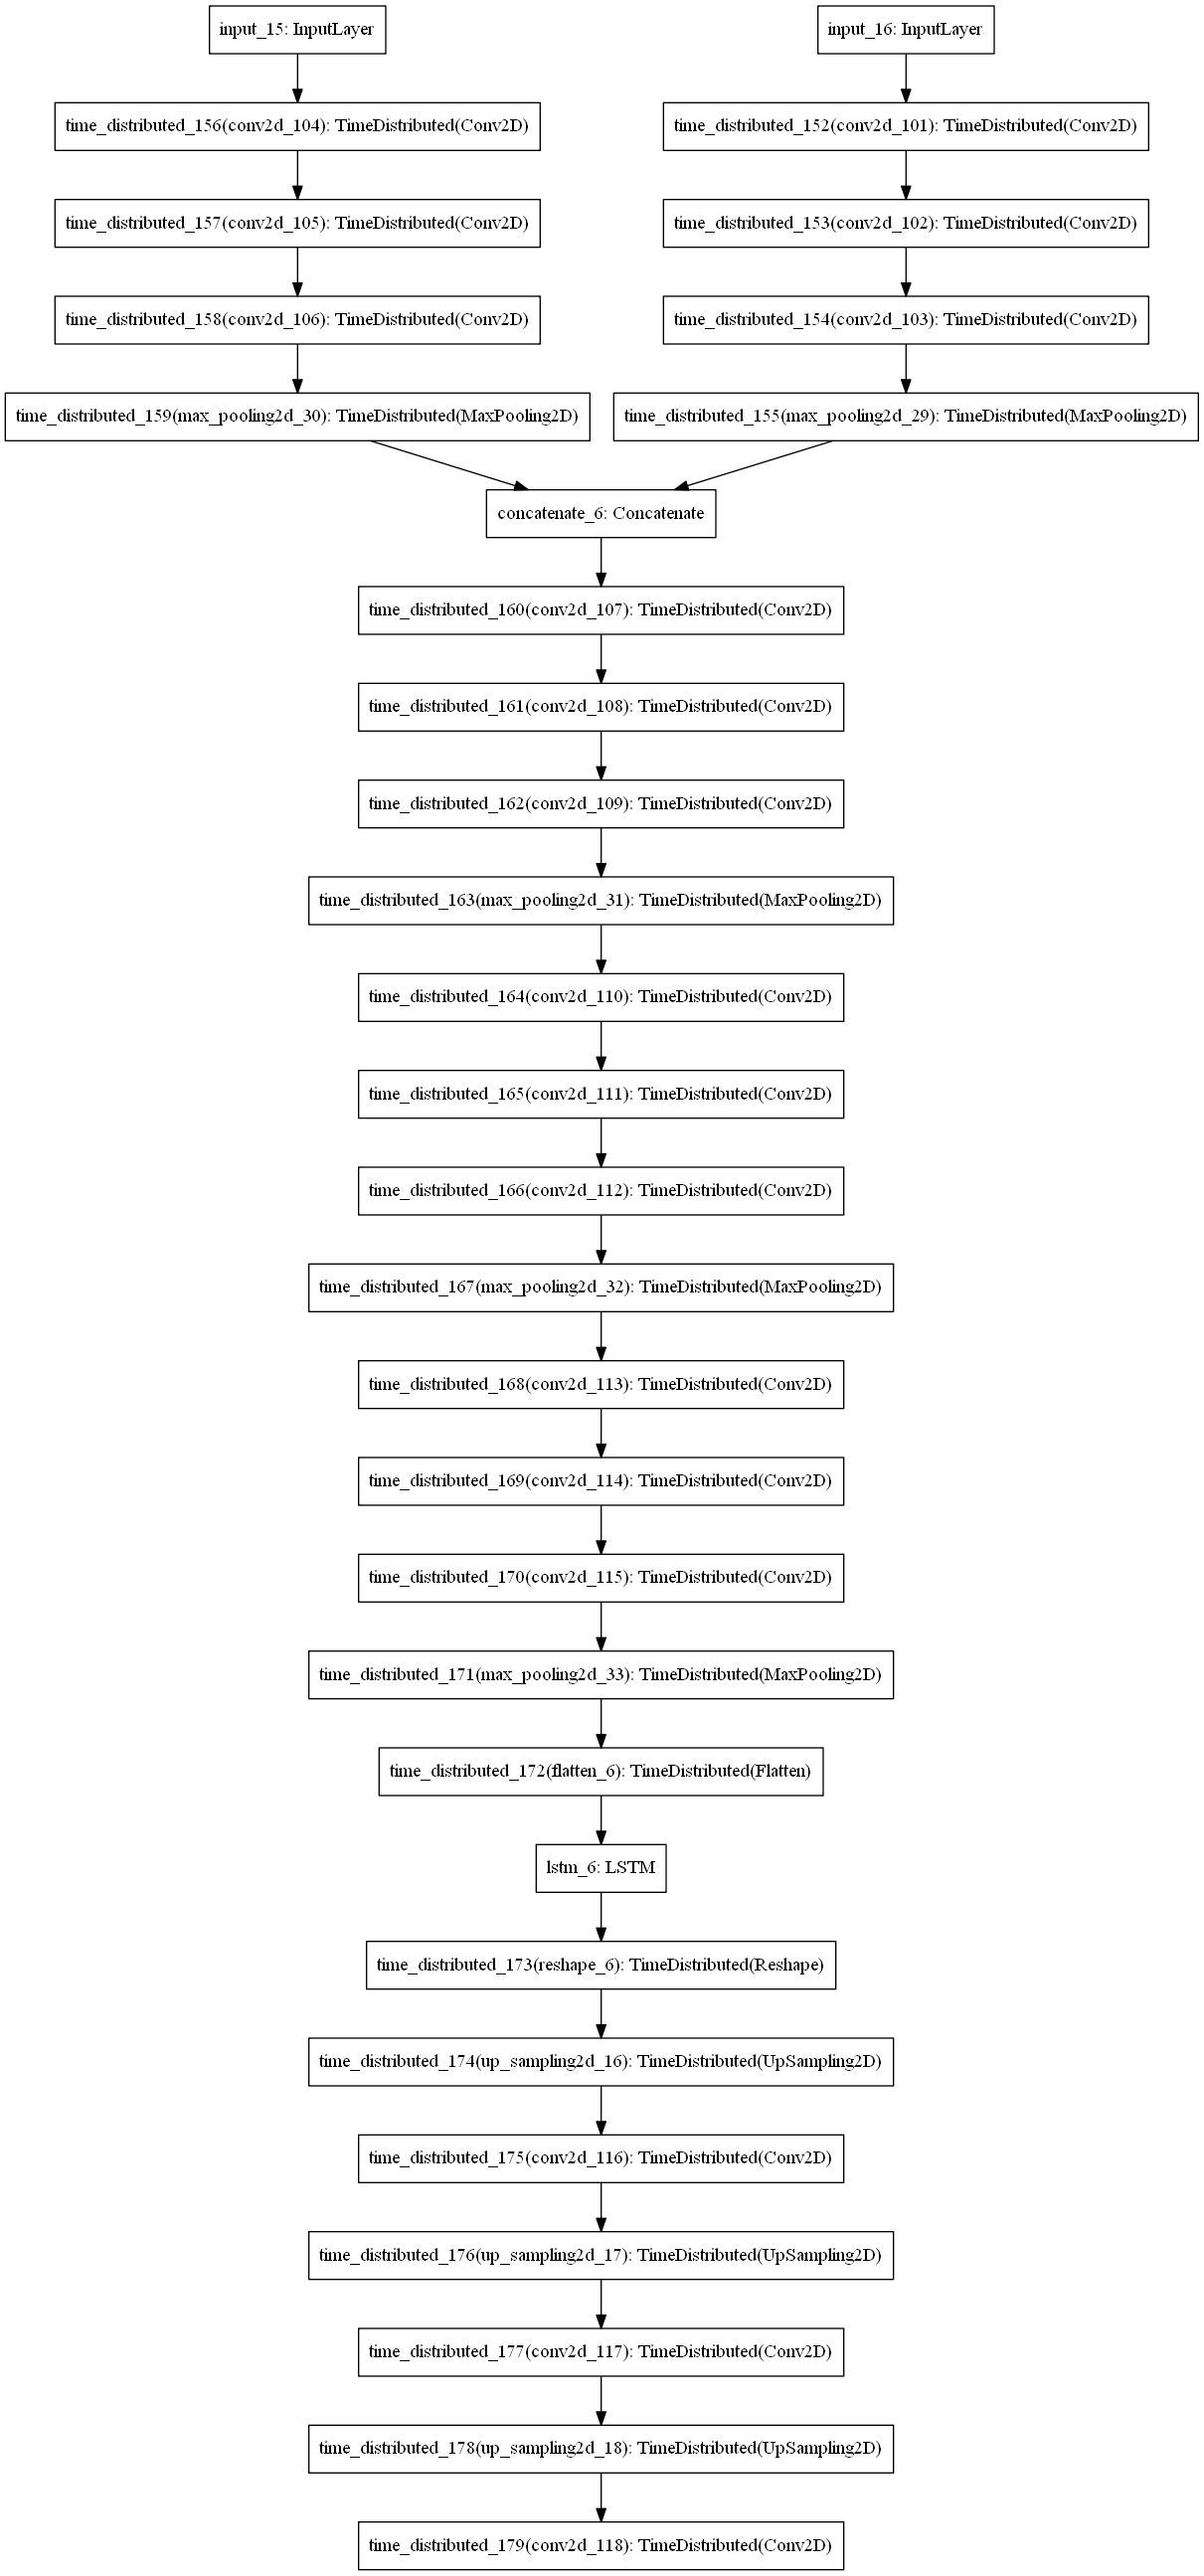 input_15: InputLayer
input_16: InputLayer
time_distributed_156(conv2d_104): TimeDistributed(Conv2D)
time_distributed_152(conv2d_101): TimeDistributed(Conv2D)
time_distributed_157(conv2d_105): TimeDistributed(Conv2D)
time_distributed_153(conv2d_102): TimeDistributed(Conv2D)
time_distributed_158(conv2d_106): TimeDistributed(Conv2D)
time_distributed_154(conv2d_103): TimeDistributed(Conv2D)
time_distributed_159(max_pooling2d_30): TimeDistributed(MaxPooling2D)
time_distributed_155(max_pooling2d_29): TimeDistributed(MaxPooling2D)
concatenate_6: Concatenate
time_distributed_160(conv2d_107): TimeDistributed(Conv2D)
time_distributed_161(conv2d_108): TimeDistributed(Conv2D)
time_distributed_162(conv2d_109): TimeDistributed(Conv2D)
time_distributed_163(max_pooling2d_31): TimeDistributed(MaxPooling2D)
time_distributed_164(conv2d_110): TimeDistributed(Conv2D)
time_distributed_165(conv2d_111): TimeDistributed(Conv2D)
time_distributed_166(conv2d_112): TimeDistributed(Conv2D)
time_distributed_167(max_pooling2d_32): TimeDistributed(MaxPooling2D)
time_distributed_168(conv2d_113): TimeDistributed(Conv2D)
time_distributed_169(conv2d_114): TimeDistributed(Conv2D)
time_distributed_170(conv2d_115): TimeDistributed(Conv2D)
time_distributed_171(max_pooling2d_33): TimeDistributed(MaxPooling2D)
time_distributed_172(flatten_6): TimeDistributed(Flatten)
lstm_6: LSTM
time_distributed_173(reshape_6): TimeDistributed(Reshape)
time_distributed_174(up_sampling2d_16): TimeDistributed(UpSampling2D)
time_distributed_175(conv2d_116): TimeDistributed(Conv2D)
time_distributed_176(up_sampling2d_17): TimeDistributed(UpSampling2D)
time_distributed_177(conv2d_117): TimeDistributed(Conv2D)
time_distributed_178(up_sampling2d_18): TimeDistributed(UpSampling2D)
time_distributed_179(conv2d_118): TimeDistributed(Conv2D)